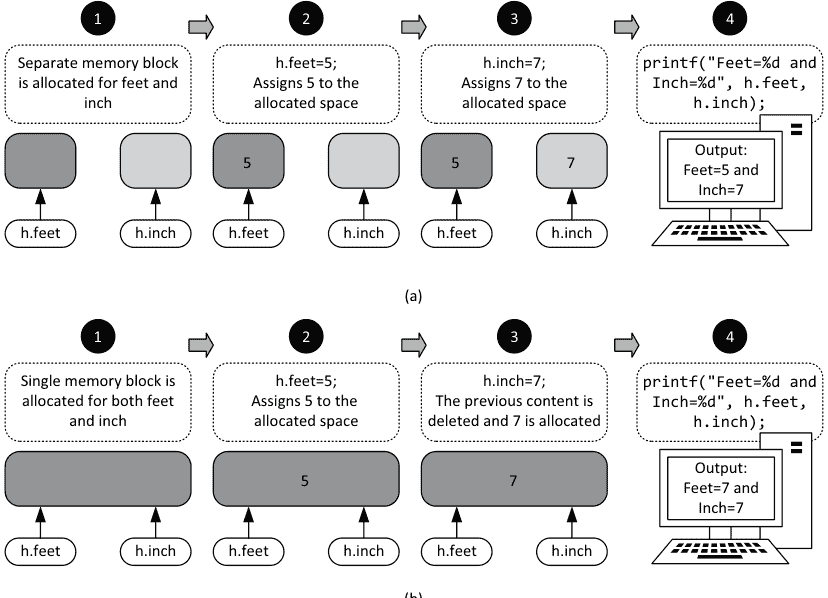 1
2
3
4
Separate memory block
is allocated for feet and
inch
h.feet=5;
Assigns 5 to the
allocated space
h.inch=7;
Assigns 7 to the
allocated space
printf("Feet=%d and
Inch=%d", h.feet,
h.inch);
5
5
7
Output:
Feet=5 and
Inch=7
h.feet
h.inch
h.feet
h.inch
h.feet
h.inch
(a)
1
2
3
4
Single memory block is
allocated for both feet
and inch
h.feet=5;
Assigns 5 to the
allocated space
h.inch=7;
The previous content is
deleted and 7 is allocated
printf("Feet=%d and
Inch=%d", h.feet,
h.inch);
5
7
Output:
Feet=7 and
Inch=7
h.feet
h.inch
h.feet
h.inch
h.feet
h.inch
(b)